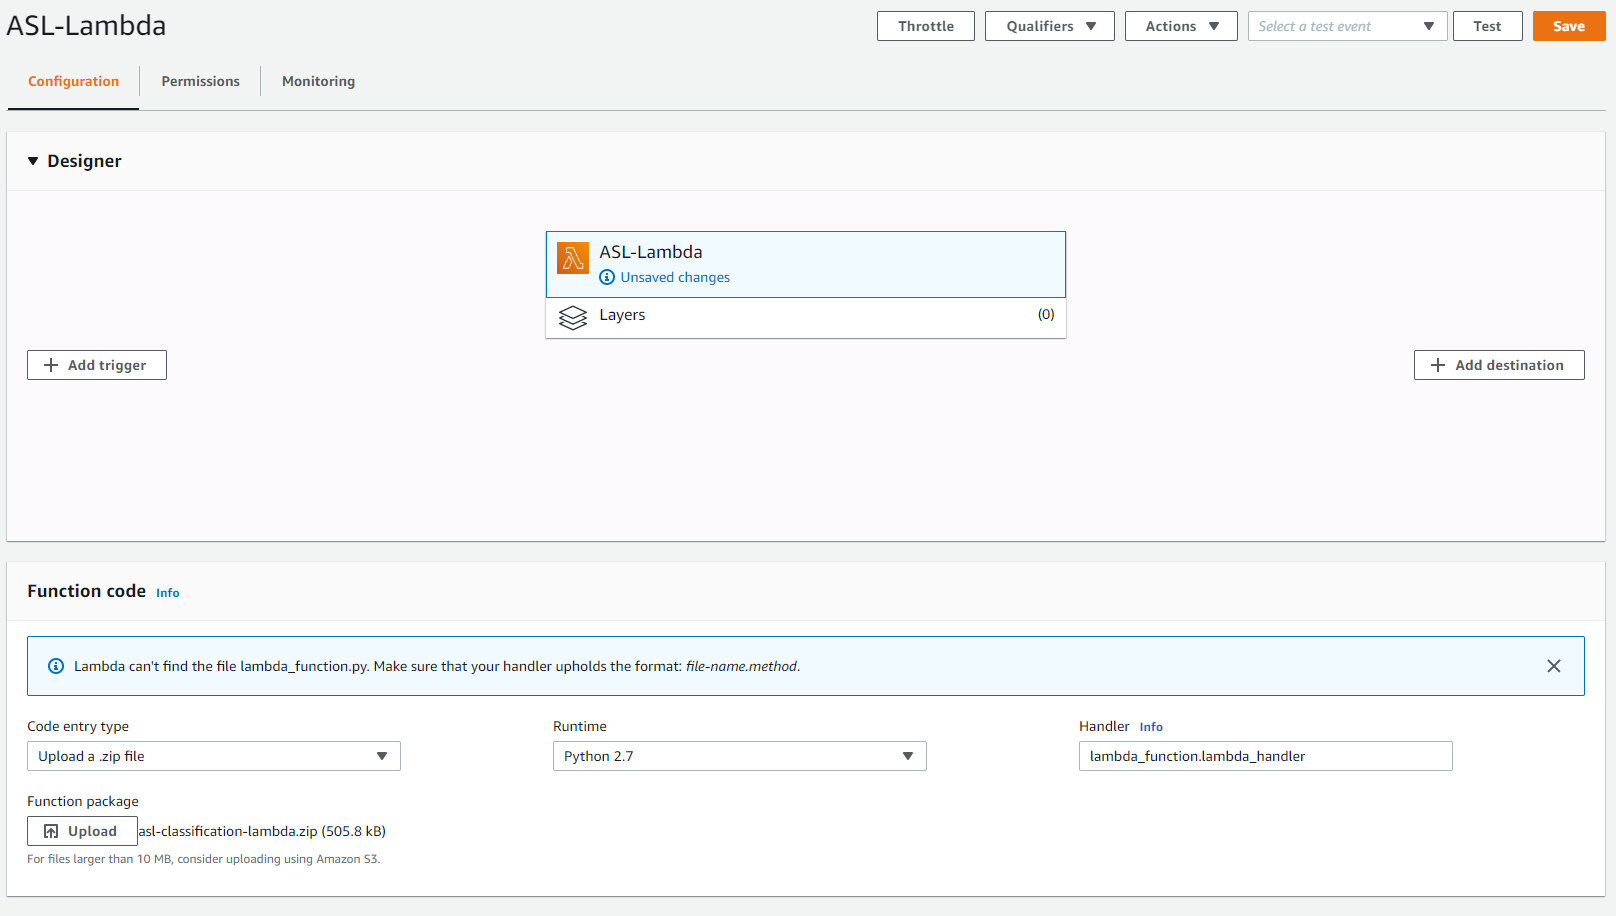 ASL-Lambda
Throttle
Qualifiers
Actions
Select a test event
Test
Save
Configuration
Permissions
Monitoring
Designer
ASL-Lambda
Unsaved changes
Layers
(0)
Add trigger
Add destination
Function code Info
Lambda can't find the file lambda_function.py. Make sure that your handler upholds the format: file-name.method.
Code entry type
Runtime
Handler Info
Upload a .zip file
Python 2.7
lambda_function.lambda_handler
Function package
Upload
asl-classification-lambda.zip (505.8 kB)
For files larger than 10 MB, consider uploading using Amazon S3.